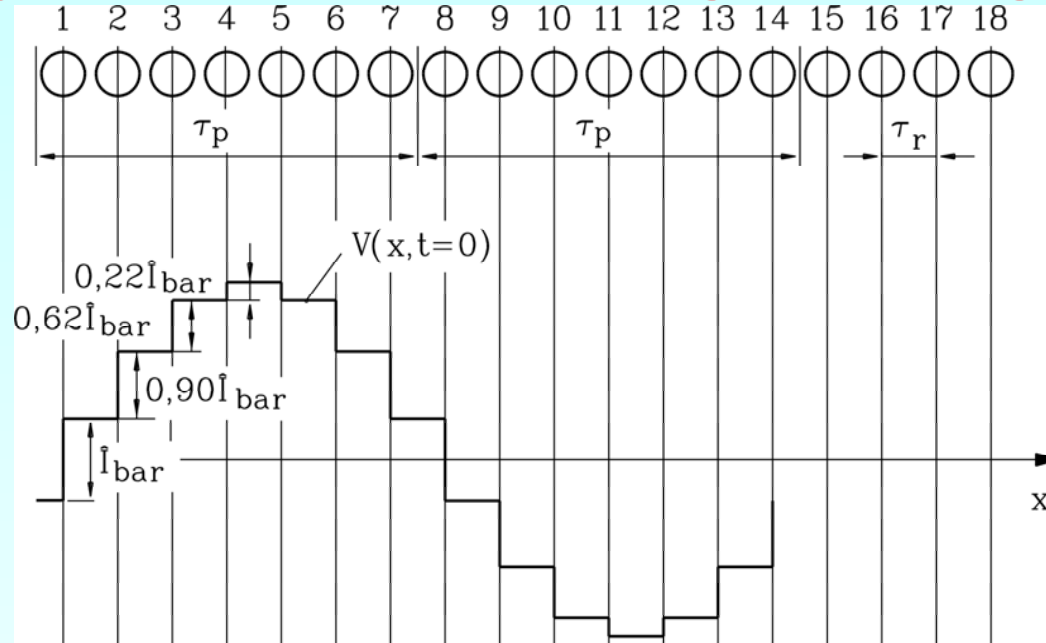 1 2 3 4 5 6 7 8 9 10 11 12 13 14 15 16 17 18
τp τp τr
V(x,t=0)
0,22Îbar
0,62Îbar
0,90Îbar
Îbar
x